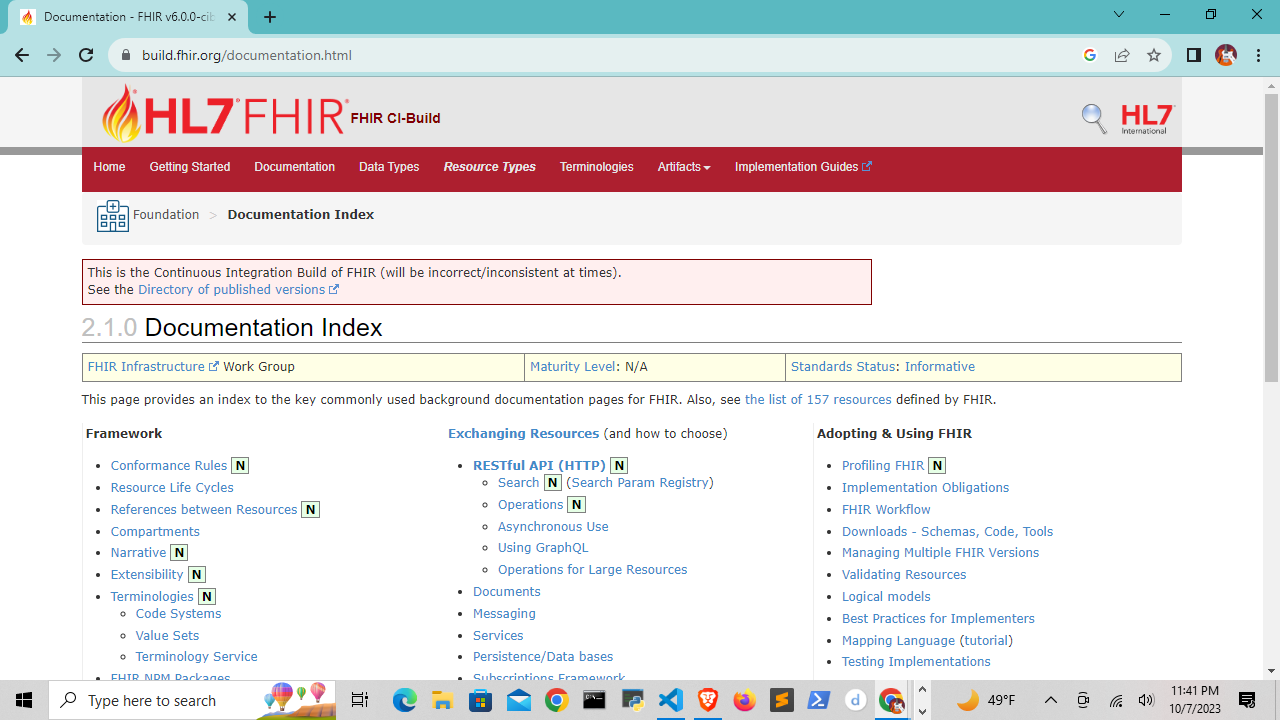 Documentation - FHIR v6.0.0-cib
build.fhir.org/documentation.html
HL7 FHIR FHIR CI-Build
HL7 International
Home Getting Started Documentation Data Types Resource Types Terminologies Artifacts Implementation Guides
Foundation > Documentation Index
This is the Continuous Integration Build of FHIR (will be incorrect/inconsistent at times).
See the Directory of published versions
2.1.0 Documentation Index
FHIR Infrastructure Work Group Maturity Level: N/A Standards Status: Informative
This page provides an index to the key commonly used background documentation pages for FHIR. Also, see the list of 157 resources defined by FHIR.
Framework
Conformance Rules N
Resource Life Cycles
References between Resources N
Compartments
Narrative N
Extensibility N
Terminologies N
Code Systems
Value Sets
Terminology Service
FHIR NPM Packages
Exchanging Resources (and how to choose)
RESTful API (HTTP) N
Search N (Search Param Registry)
Operations N
Asynchronous Use
Using GraphQL
Operations for Large Resources
Documents
Messaging
Services
Persistence/Data bases
Subscriptions Framework
Adopting & Using FHIR
Profiling FHIR N
Implementation Obligations
FHIR Workflow
Downloads - Schemas, Code, Tools
Managing Multiple FHIR Versions
Validating Resources
Logical models
Best Practices for Implementers
Mapping Language (tutorial)
Testing Implementations
Type here to search
49°F
11:41 PM
10/7/2023